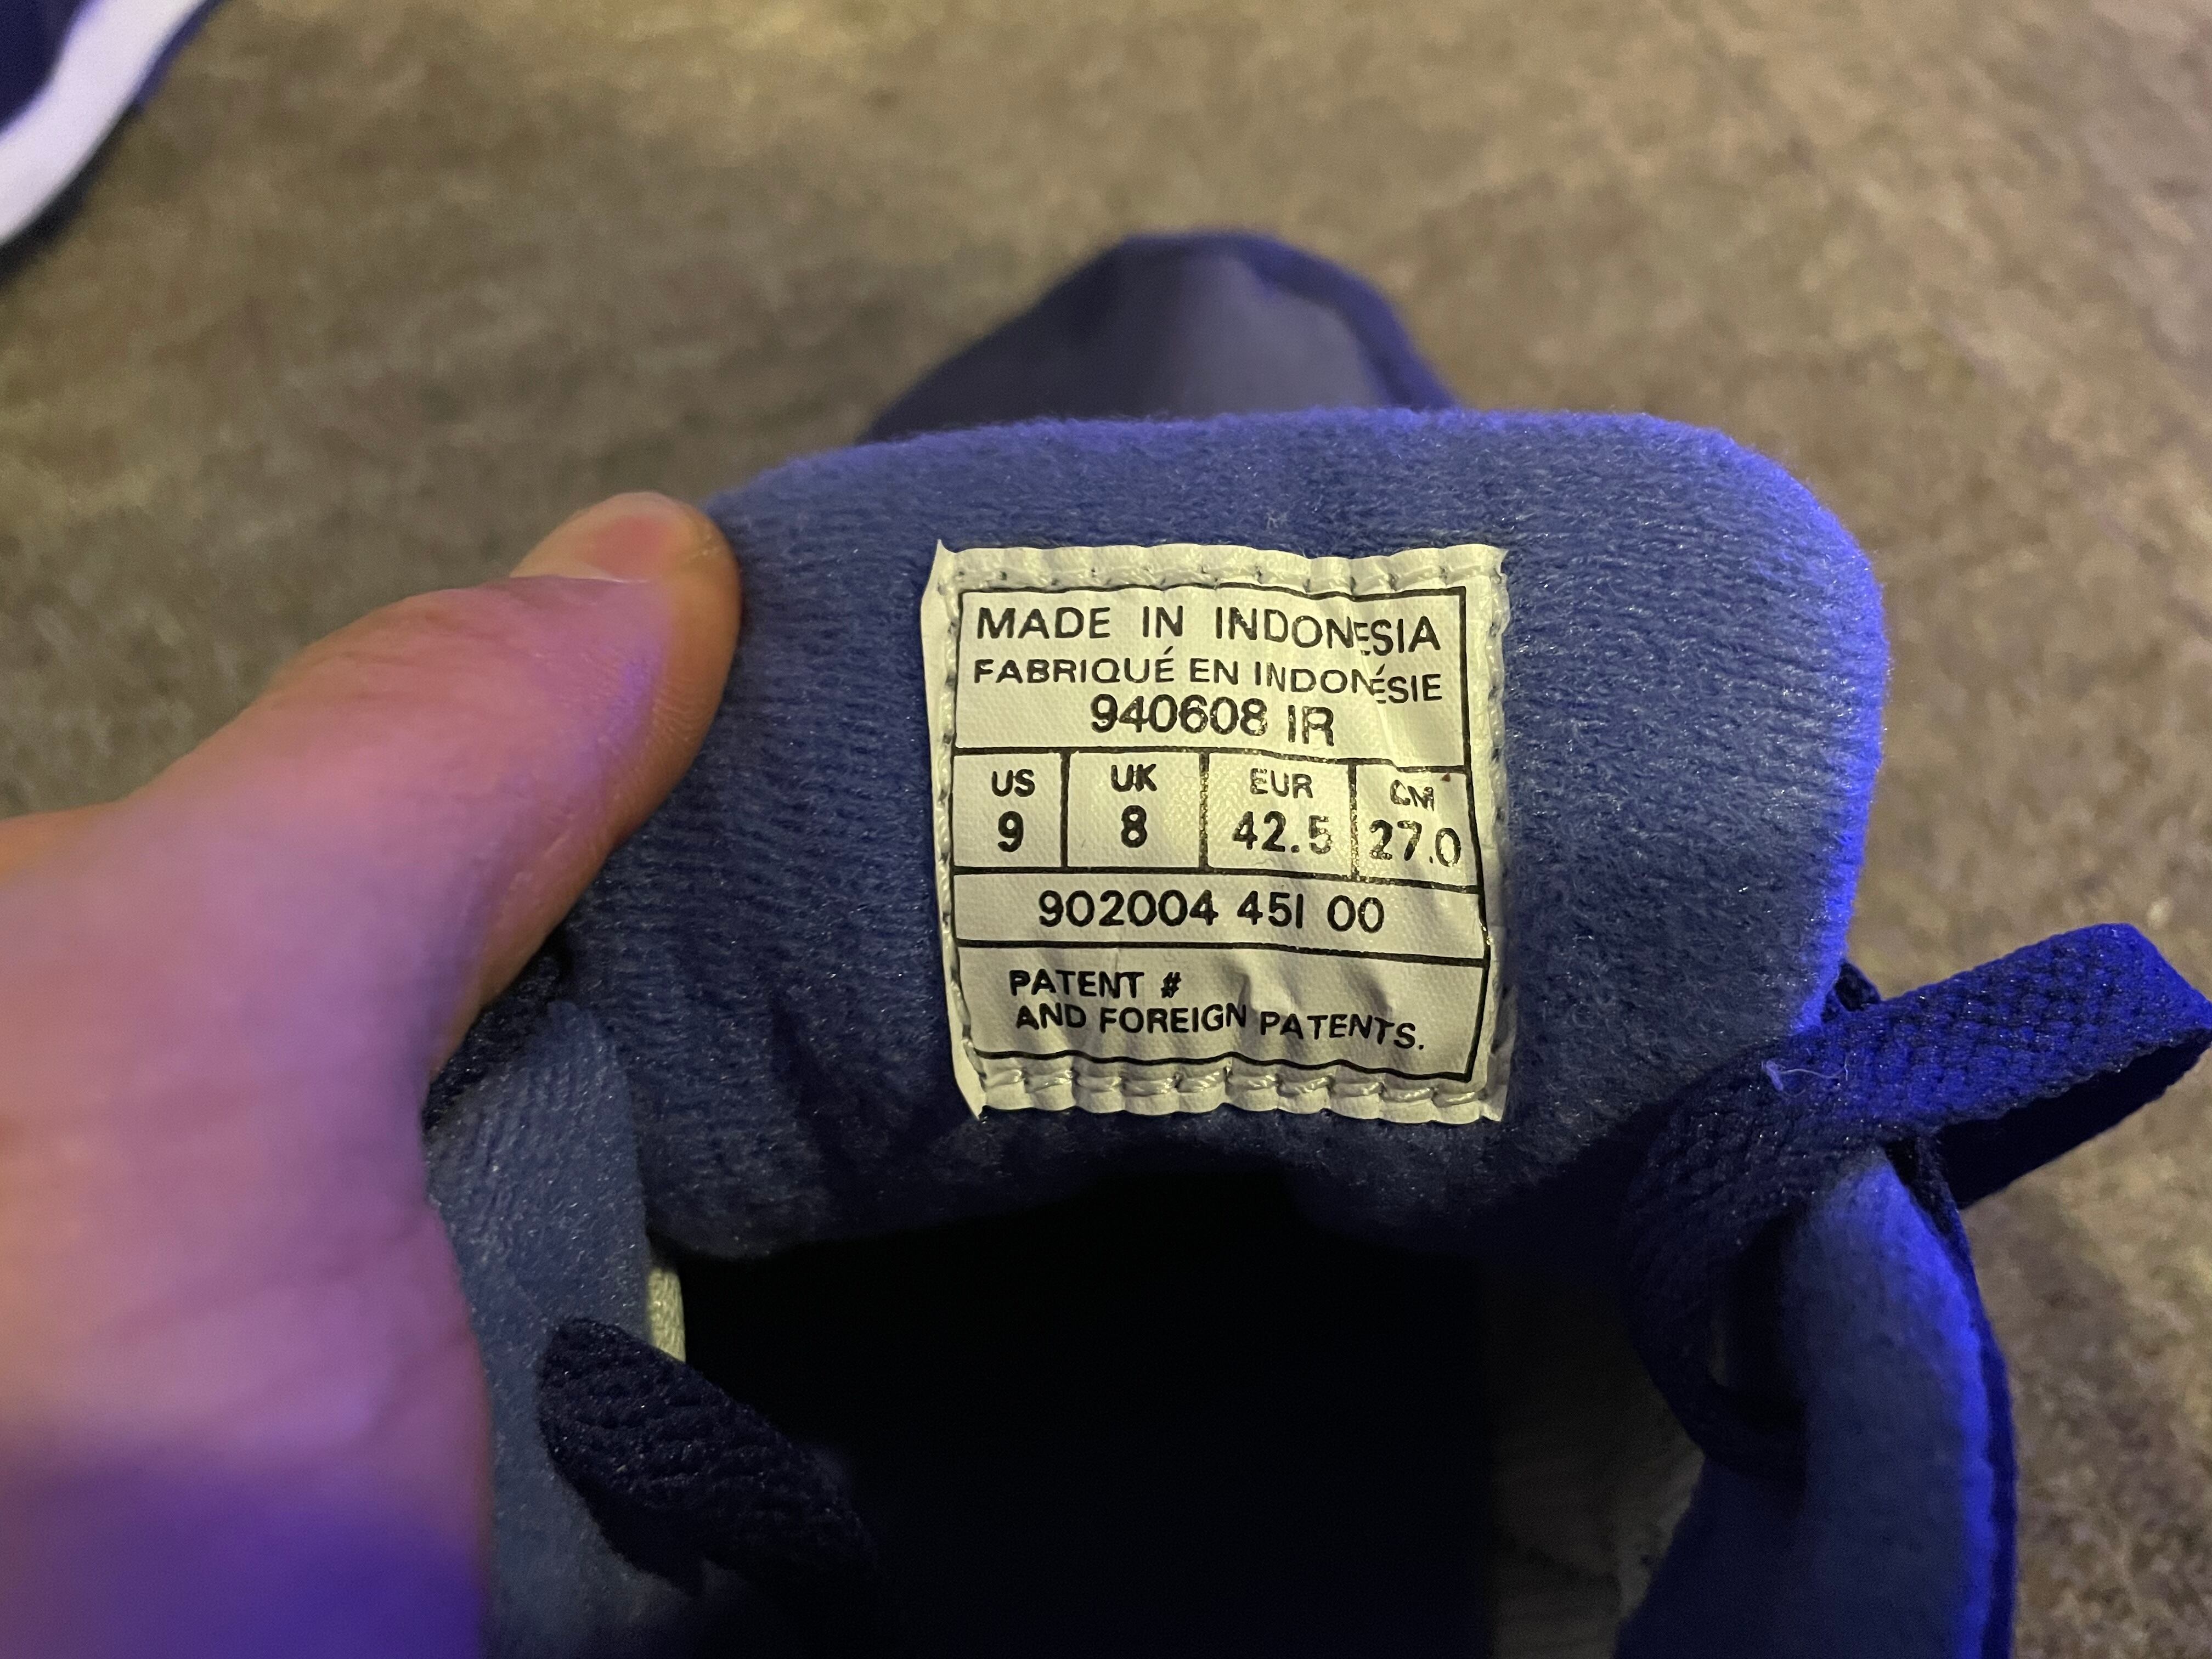 MADE IN INDONESIA
FABRIQUÉ EN INDONÉSIE
940608 IR
US UK EUR CM
9 8 42.5 27.0
902004 451 00
PATENT #
AND FOREIGN PATENTS.